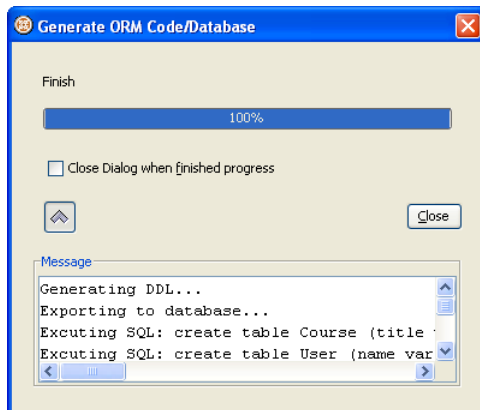 Generate ORM Code/Database
Finish
100%
Close Dialog when finished progress
Close
Message
Generating DDL...
Exporting to database...
Excuting SQL: create table Course (title
Excuting SQL: create table User (name var